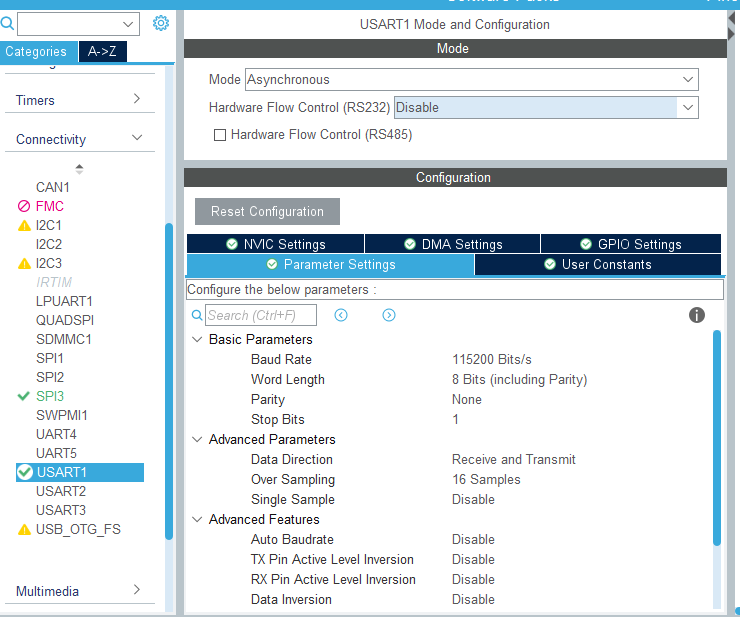 USART1 Mode and Configuration
Categories A->Z
Mode
Timers
Mode Asynchronous
Hardware Flow Control (RS232) Disable
Hardware Flow Control (RS485)
Connectivity
CAN1
FMC
I2C1
I2C2
I2C3
IRTIM
LPUART1
QUADSPI
SDMMC1
SPI1
SPI2
SPI3
SWPMI1
UART4
UART5
USART1
USART2
USART3
USB_OTG_FS
Multimedia
Configuration
Reset Configuration
NVIC Settings DMA Settings GPIO Settings
Parameter Settings User Constants
Configure the below parameters :
Search (Ctrl+F)
Basic Parameters
Baud Rate 115200 Bits/s
Word Length 8 Bits (including Parity)
Parity None
Stop Bits 1
Advanced Parameters
Data Direction Receive and Transmit
Over Sampling 16 Samples
Single Sample Disable
Advanced Features
Auto Baudrate Disable
TX Pin Active Level Inversion Disable
RX Pin Active Level Inversion Disable
Data Inversion Disable